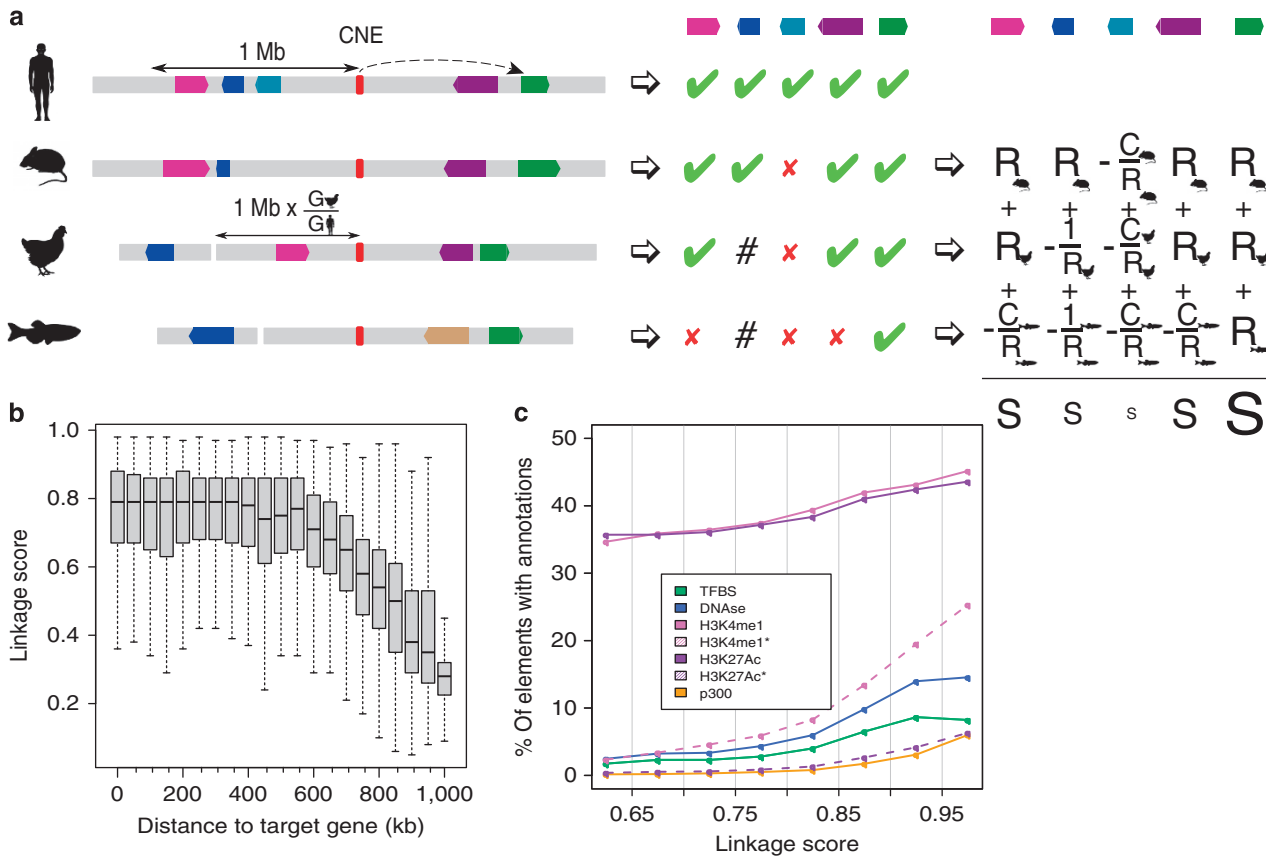 a
CNE
1 Mb
1 Mb x G
G
# 
#
R R - C R R
R
+ + + + +
R - 1 - C R R
R R
+ + + + +
- C - 1 - C - C R
R R R R
S S S S S
b
1.0
0.8
0.6
0.4
0.2
Linkage score
0 200 400 600 800 1,000
Distance to target gene (kb)
c
50
40
30
20
10
0
% Of elements with annotations
TFBS
DNAse
H3K4me1
H3K4me1*
H3K27Ac
H3K27Ac*
p300
0.65 0.75 0.85 0.95
Linkage score